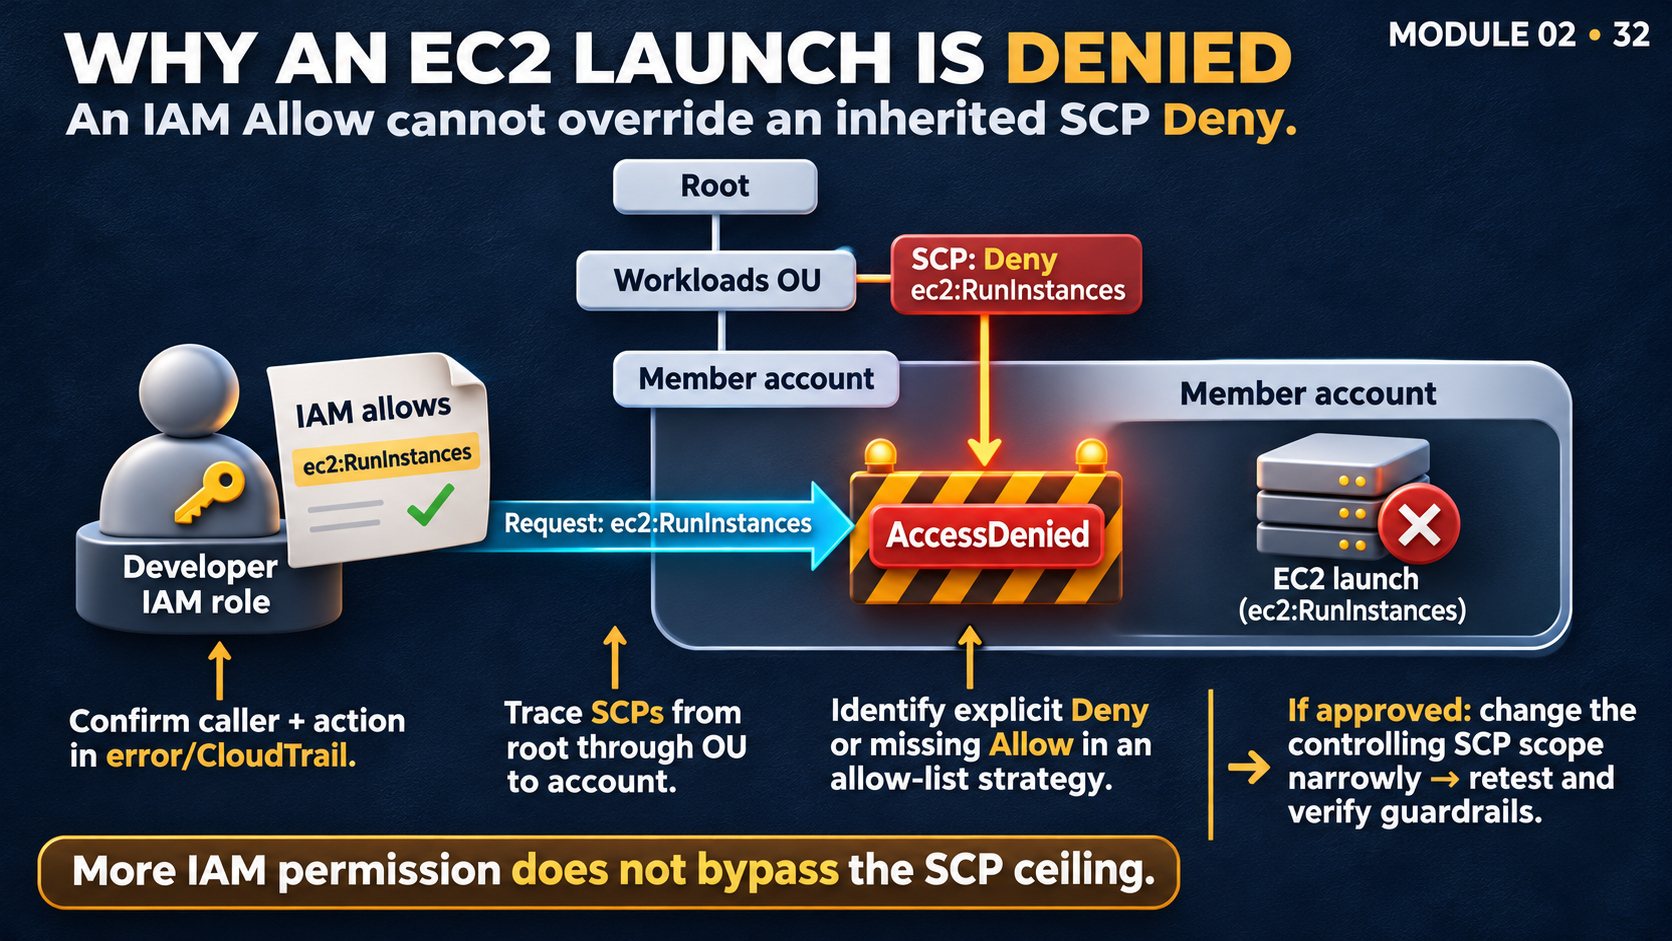 WHY AN EC2 LAUNCH IS DENIED
MODULE 02 • 32
An IAM Allow cannot override an inherited SCP Deny.
Root
Workloads OU
SCP: Deny
ec2:RunInstances
Member account
Member account
IAM allows
ec2:RunInstances
Request: ec2:RunInstances
AccessDenied
Developer
IAM role
EC2 launch
(ec2:RunInstances)
Confirm caller + action
in error/CloudTrail.
Trace SCPs from
root through OU
to account.
Identify explicit Deny
or missing Allow in an
allow-list strategy.
If approved: change the
controlling SCP scope
narrowly → retest and
verify guardrails.
More IAM permission does not bypass the SCP ceiling.